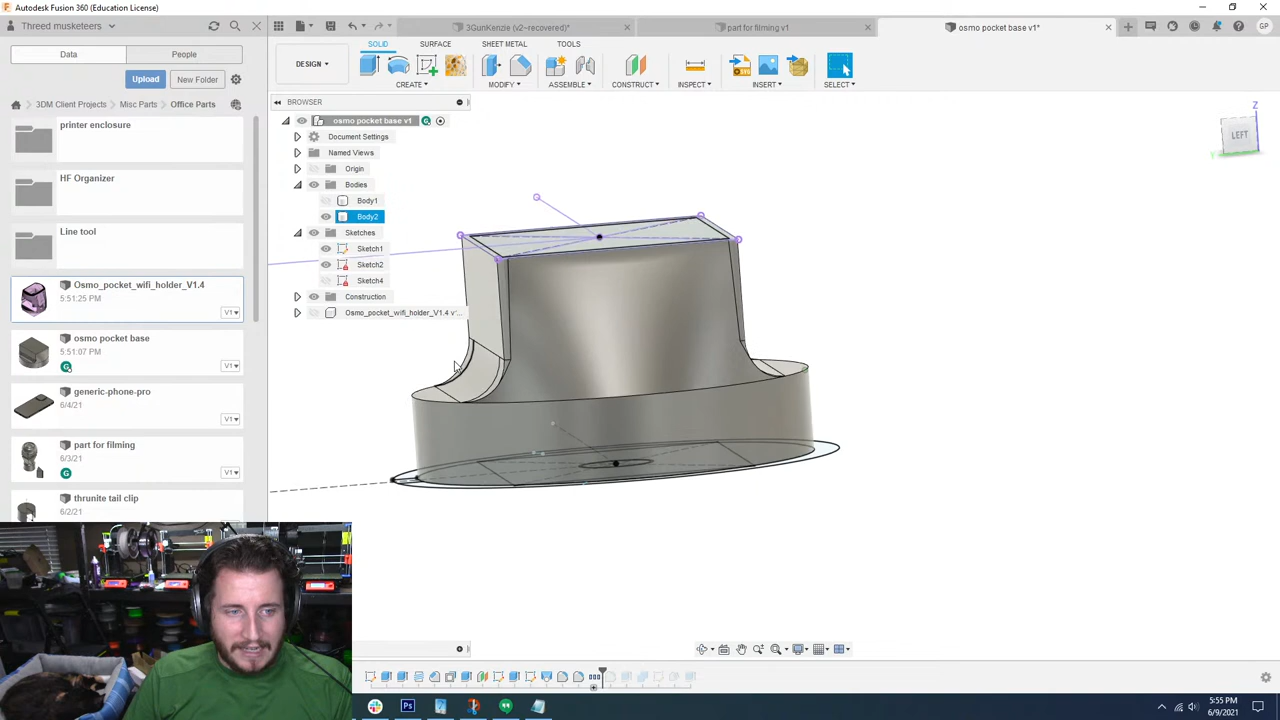 Autodesk Fusion 360 (Education License)
Threed musketeers
3GunKenzie (v2~recovered)*
part for filming v1
osmo pocket base v1*
GP
Data
People
DESIGN
SOLID
SURFACE
SHEET METAL
TOOLS
Upload
New Folder
CREATE
MODIFY
ASSEMBLE
CONSTRUCT
INSPECT
INSERT
SELECT
3DM Client Projects
Misc Parts
Office Parts
BROWSER
osmo pocket base v1
printer enclosure
Document Settings
Named Views
Origin
HF Organizer
Bodies
Body1
Body2
Line tool
Sketches
Sketch1
Sketch2
Sketch4
Osmo_pocket_wifi_holder_V1.4
5:51:25 PM
V1
Construction
Osmo_pocket_wifi_holder_V1.4 v'...
osmo pocket base
5:51:07 PM
G
V1
generic-phone-pro
6/4/21
V1
part for filming
6/3/21
G
V1
thrunite tail clip
6/2/21
V1
LEFT
Z
Y
5:55 PM
6/9/2021